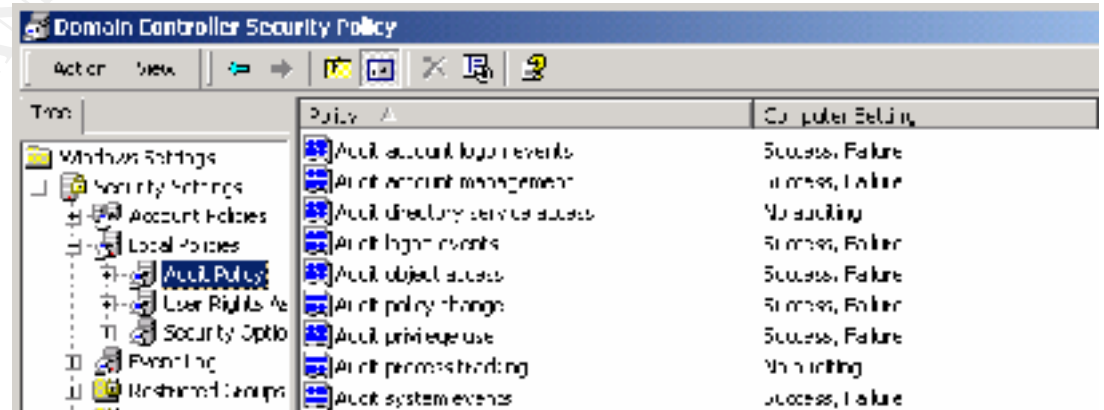 Domain Controller Security Policy
Action View
Tree
Policy Computer Setting
Windows Settings
Security Settings
Account Policies
Local Policies
Audit Policy
User Rights As
Security Optio
Event Log
Restricted Groups
Audit account logon events Success, Failure
Audit account management Success, Failure
Audit directory service access No auditing
Audit logon events Success, Failure
Audit object access Success, Failure
Audit policy change Success, Failure
Audit privilege use Success, Failure
Audit process tracking No auditing
Audit system events Success, Failure